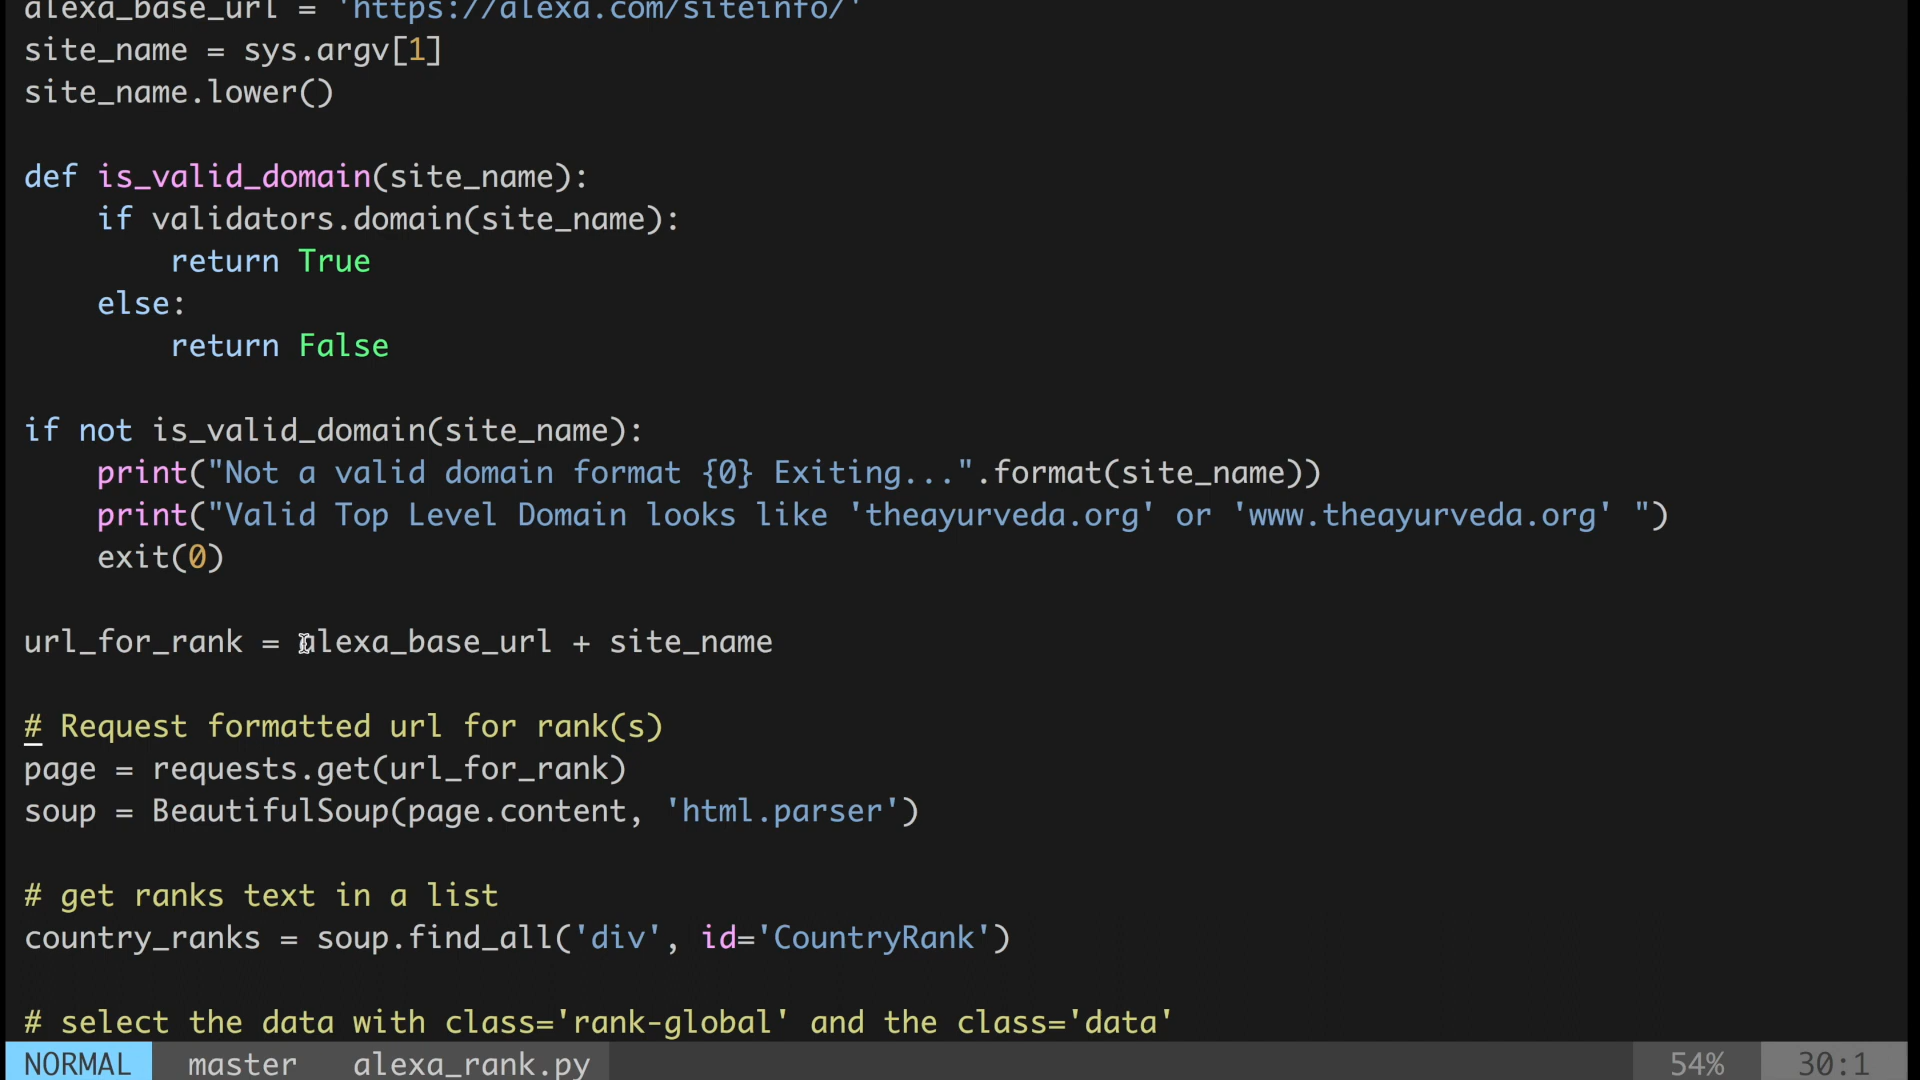 alexa_base_url = 'https://alexa.com/siteinfo/'
site_name = sys.argv[1]
site_name.lower()
def is_valid_domain(site_name):
    if validators.domain(site_name):
        return True
    else:
        return False
if not is_valid_domain(site_name):
    print("Not a valid domain format {0} Exiting...".format(site_name))
    print("Valid Top Level Domain looks like 'theayurveda.org' or 'www.theayurveda.org' ")
    exit(0)
url_for_rank = alexa_base_url + site_name
# Request formatted url for rank(s)
page = requests.get(url_for_rank)
soup = BeautifulSoup(page.content, 'html.parser')
# get ranks text in a list
country_ranks = soup.find_all('div', id='CountryRank')
# select the data with class='rank-global' and the class='data'
NORMAL master alexa_rank.py 54% 30:1